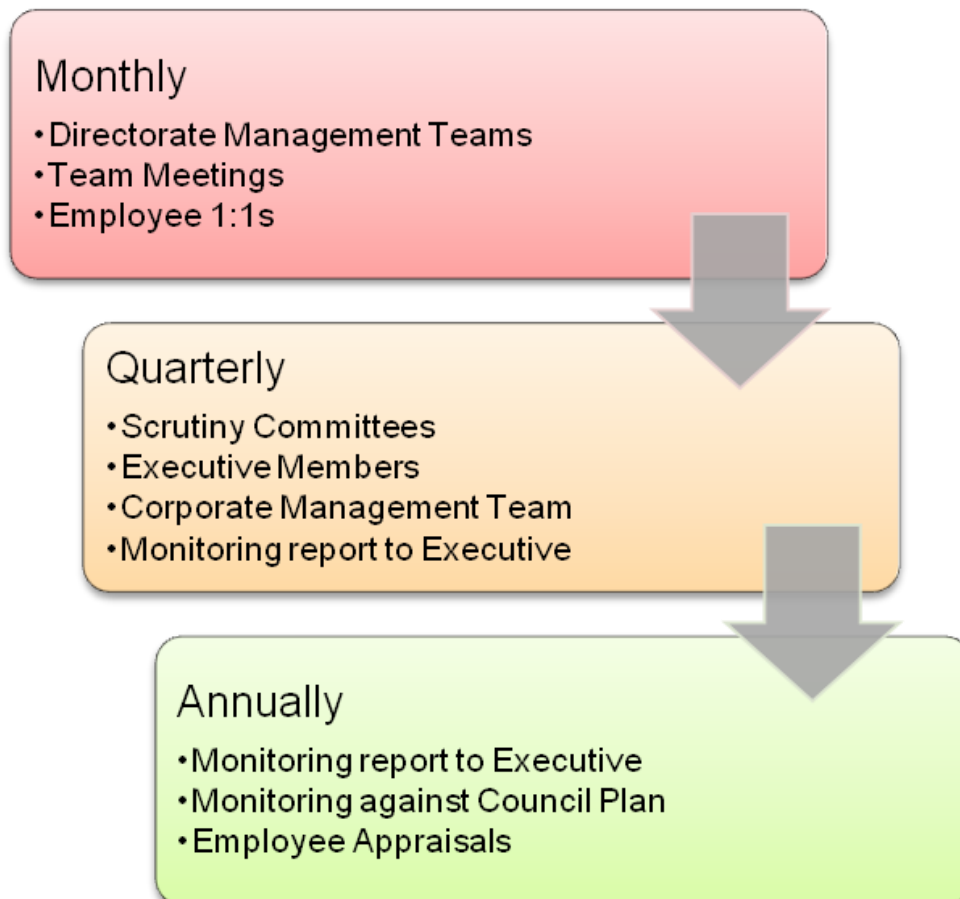 Monthly
•Directorate Management Teams
•Team Meetings
•Employee 1:1s
Quarterly
•Scrutiny Committees
•Executive Members
•Corporate Management Team
•Monitoring report to Executive
Annually
•Monitoring report to Executive
•Monitoring against Council Plan
•Employee Appraisals